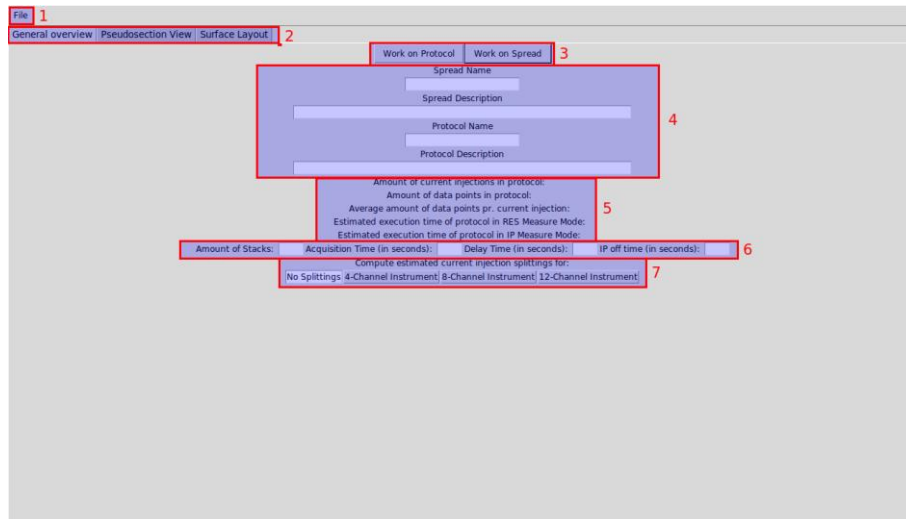 File 1
General overview Pseudosection View Surface Layout 2
Work on Protocol Work on Spread 3
Spread Name
Spread Description
4
Protocol Name
Protocol Description
Amount of current injections in protocol:
Amount of data points in protocol:
Average amount of data points pr. current injection:
5
Estimated execution time of protocol in RES Measure Mode:
Estimated execution time of protocol in IP Measure Mode:
Amount of Stacks: Acquisition Time (in seconds): Delay Time (in seconds): IP off time (in seconds): 6
Compute estimated current injection splittings for:
7
No Splittings 4-Channel Instrument 8-Channel Instrument 12-Channel Instrument